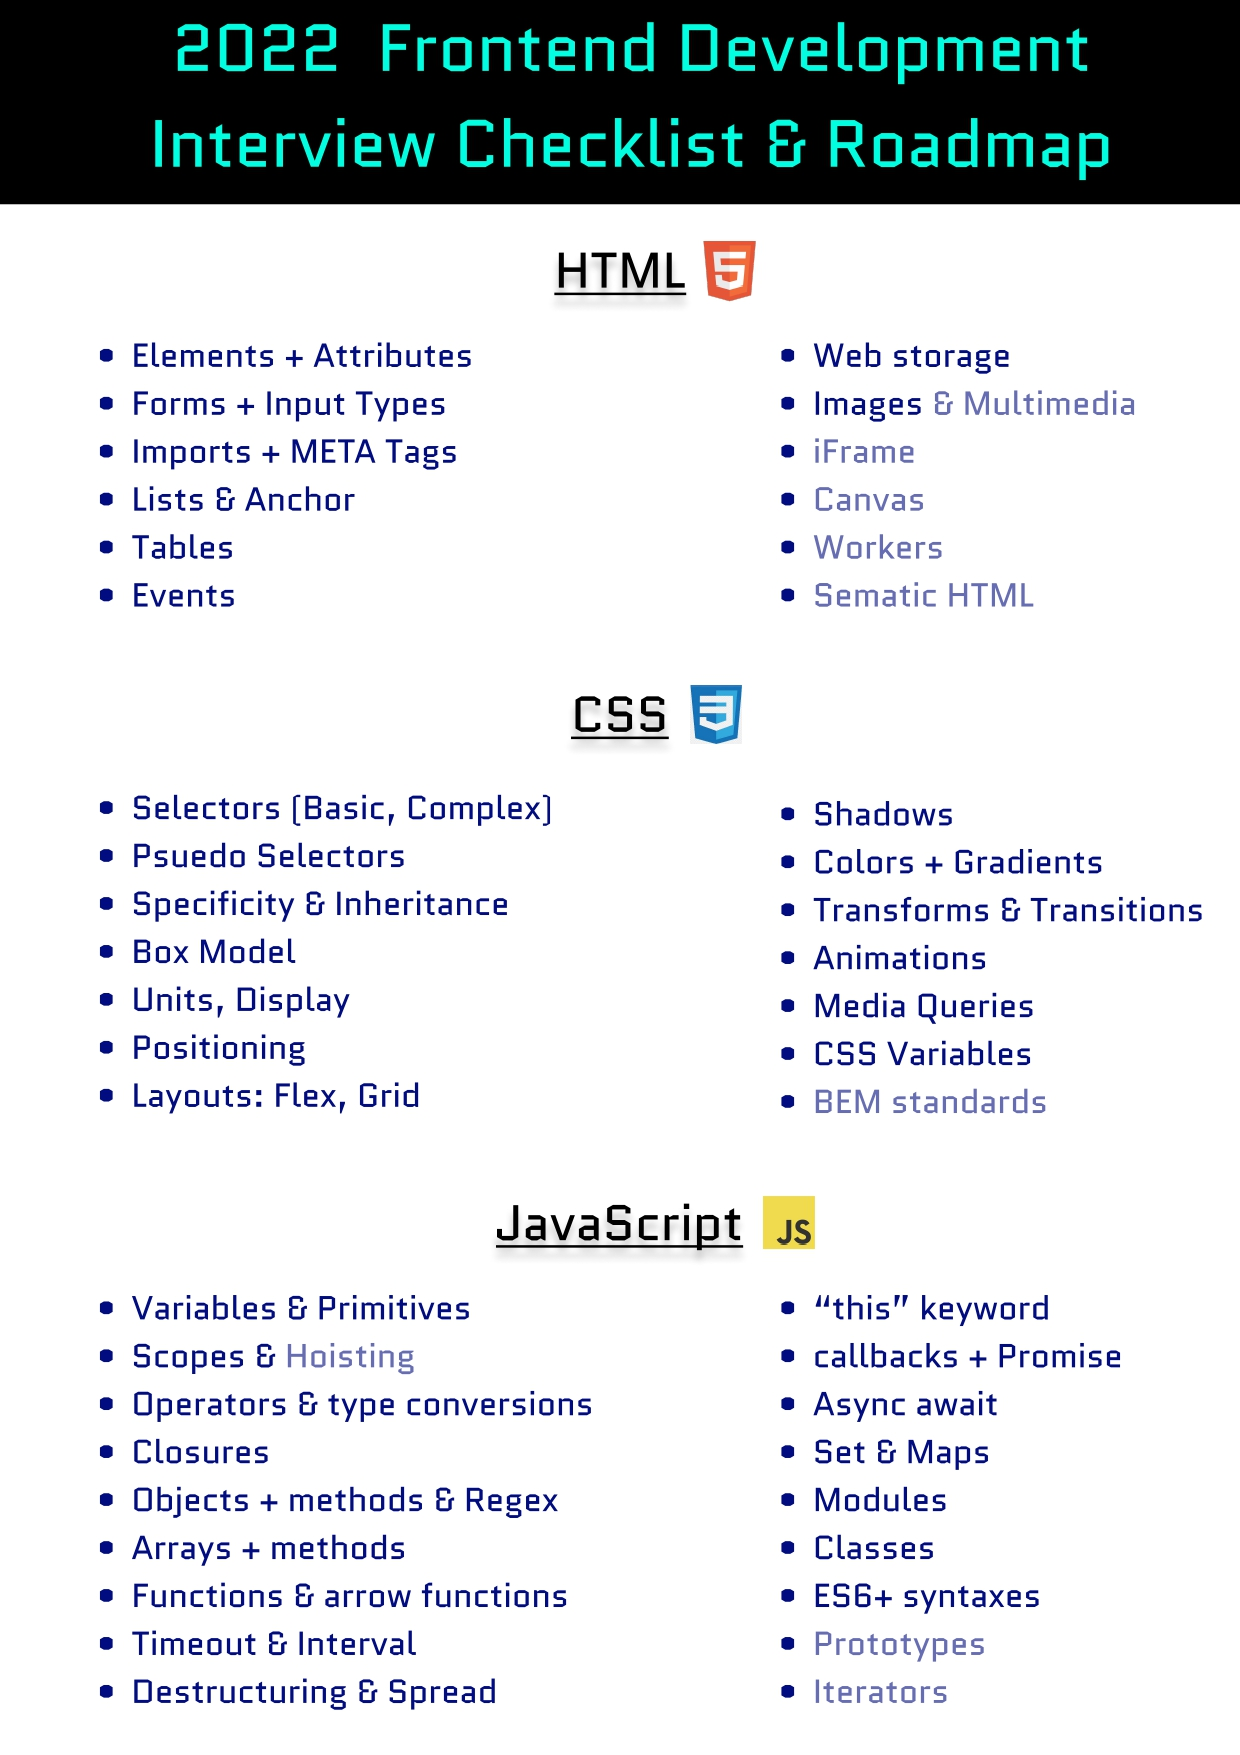 2022 Frontend Development
Interview Checklist & Roadmap
HTML
5
• Elements + Attributes
• Forms + Input Types
• Imports + META Tags
• Lists & Anchor
• Tables
• Events
• Web storage
• Images & Multimedia
• iFrame
• Canvas
• Workers
• Sematic HTML
CSS
3
• Selectors (Basic, Complex)
• Psuedo Selectors
• Specificity & Inheritance
• Box Model
• Units, Display
• Positioning
• Layouts: Flex, Grid
• Shadows
• Colors + Gradients
• Transforms & Transitions
• Animations
• Media Queries
• CSS Variables
• BEM standards
JavaScript
JS
• Variables & Primitives
• Scopes & Hoisting
• Operators & type conversions
• Closures
• Objects + methods & Regex
• Arrays + methods
• Functions & arrow functions
• Timeout & Interval
• Destructuring & Spread
• “this” keyword
• callbacks + Promise
• Async await
• Set & Maps
• Modules
• Classes
• ES6+ syntaxes
• Prototypes
• Iterators